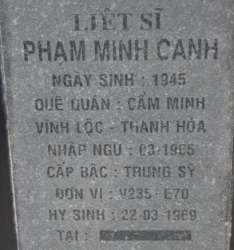 LIỆT SĨ
PHẠM MINH CANH
NGÀY SINH : 1945
QUÊ QUÁN : CẨM MINH
VĨNH LỘC - THANH HÓA
NHẬP NGŨ : 03-1965
CẤP BẬC : TRUNG SỸ
ĐƠN VỊ : V235-E70
HY SINH : 22-03-1969
TẠI :